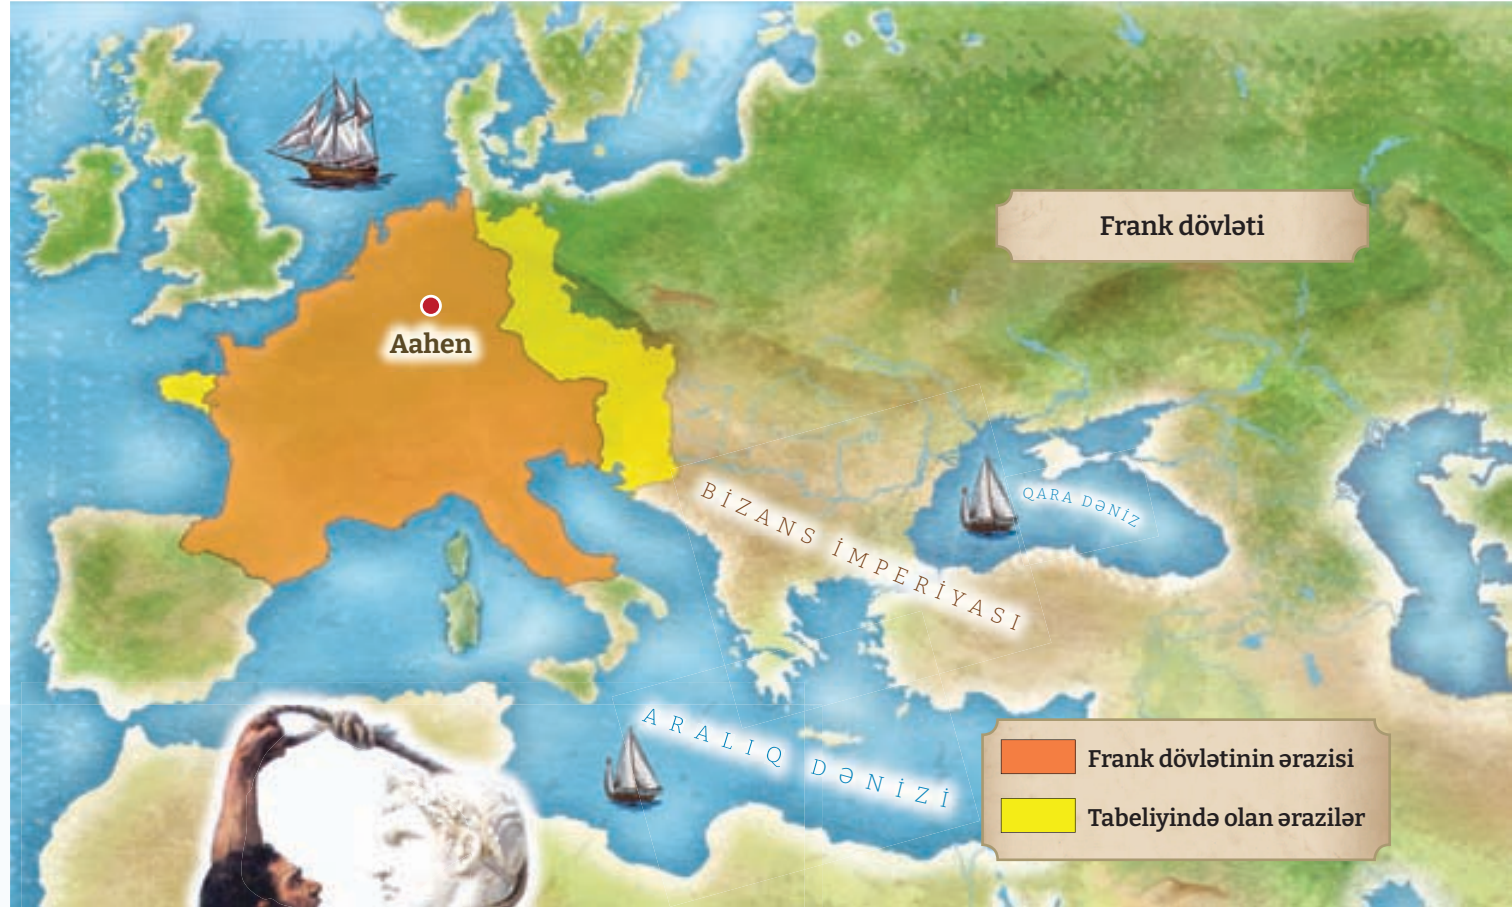 Frank dövləti
Aahen
BİZANS İMPERİYASI
QARA DƏNİZ
ARALIQ DƏNİZİ
Frank dövlətinin ərazisi
Tabeliyində olan ərazilər